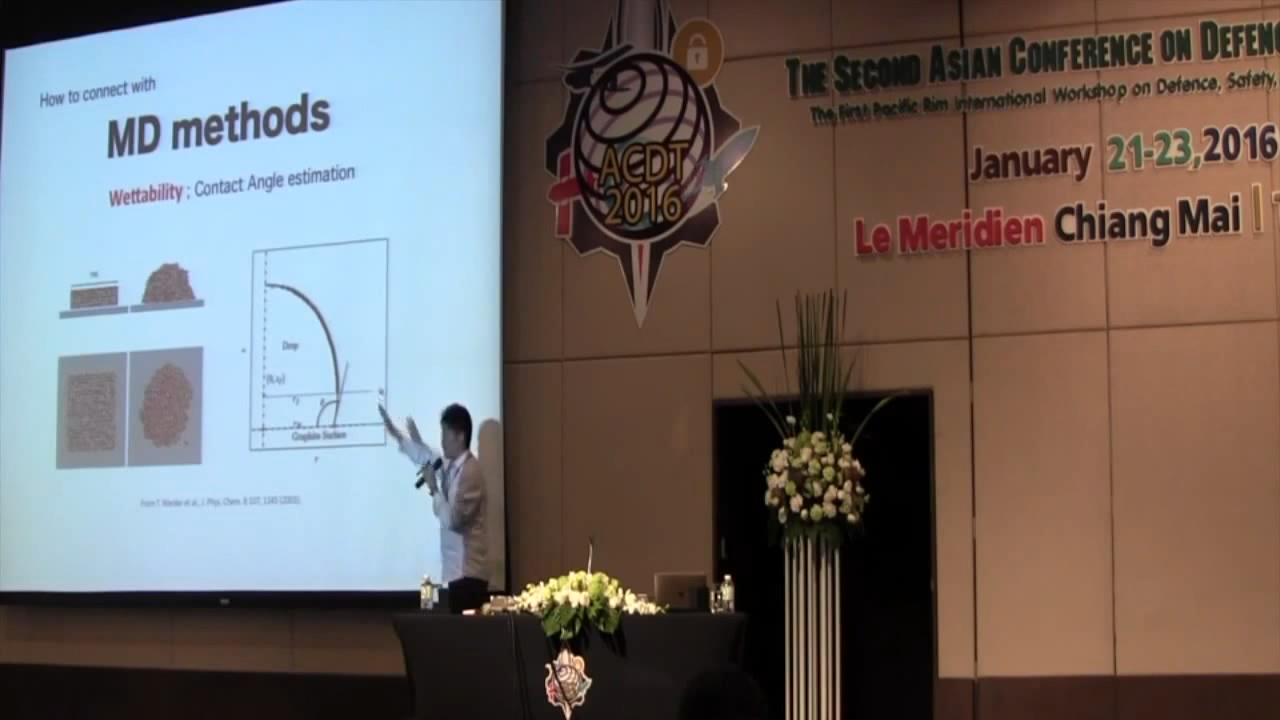 How to connect with
MD methods
Wettability ; Contact Angle estimation
Drop
Graphite Surface
ACDT
2016
THE SECOND ASIAN CONFERENCE ON DEFENC
The First Pacific Rim International Workshop on Defence, Safety,
January 21-23,2016
Le Meridien Chiang Mai |